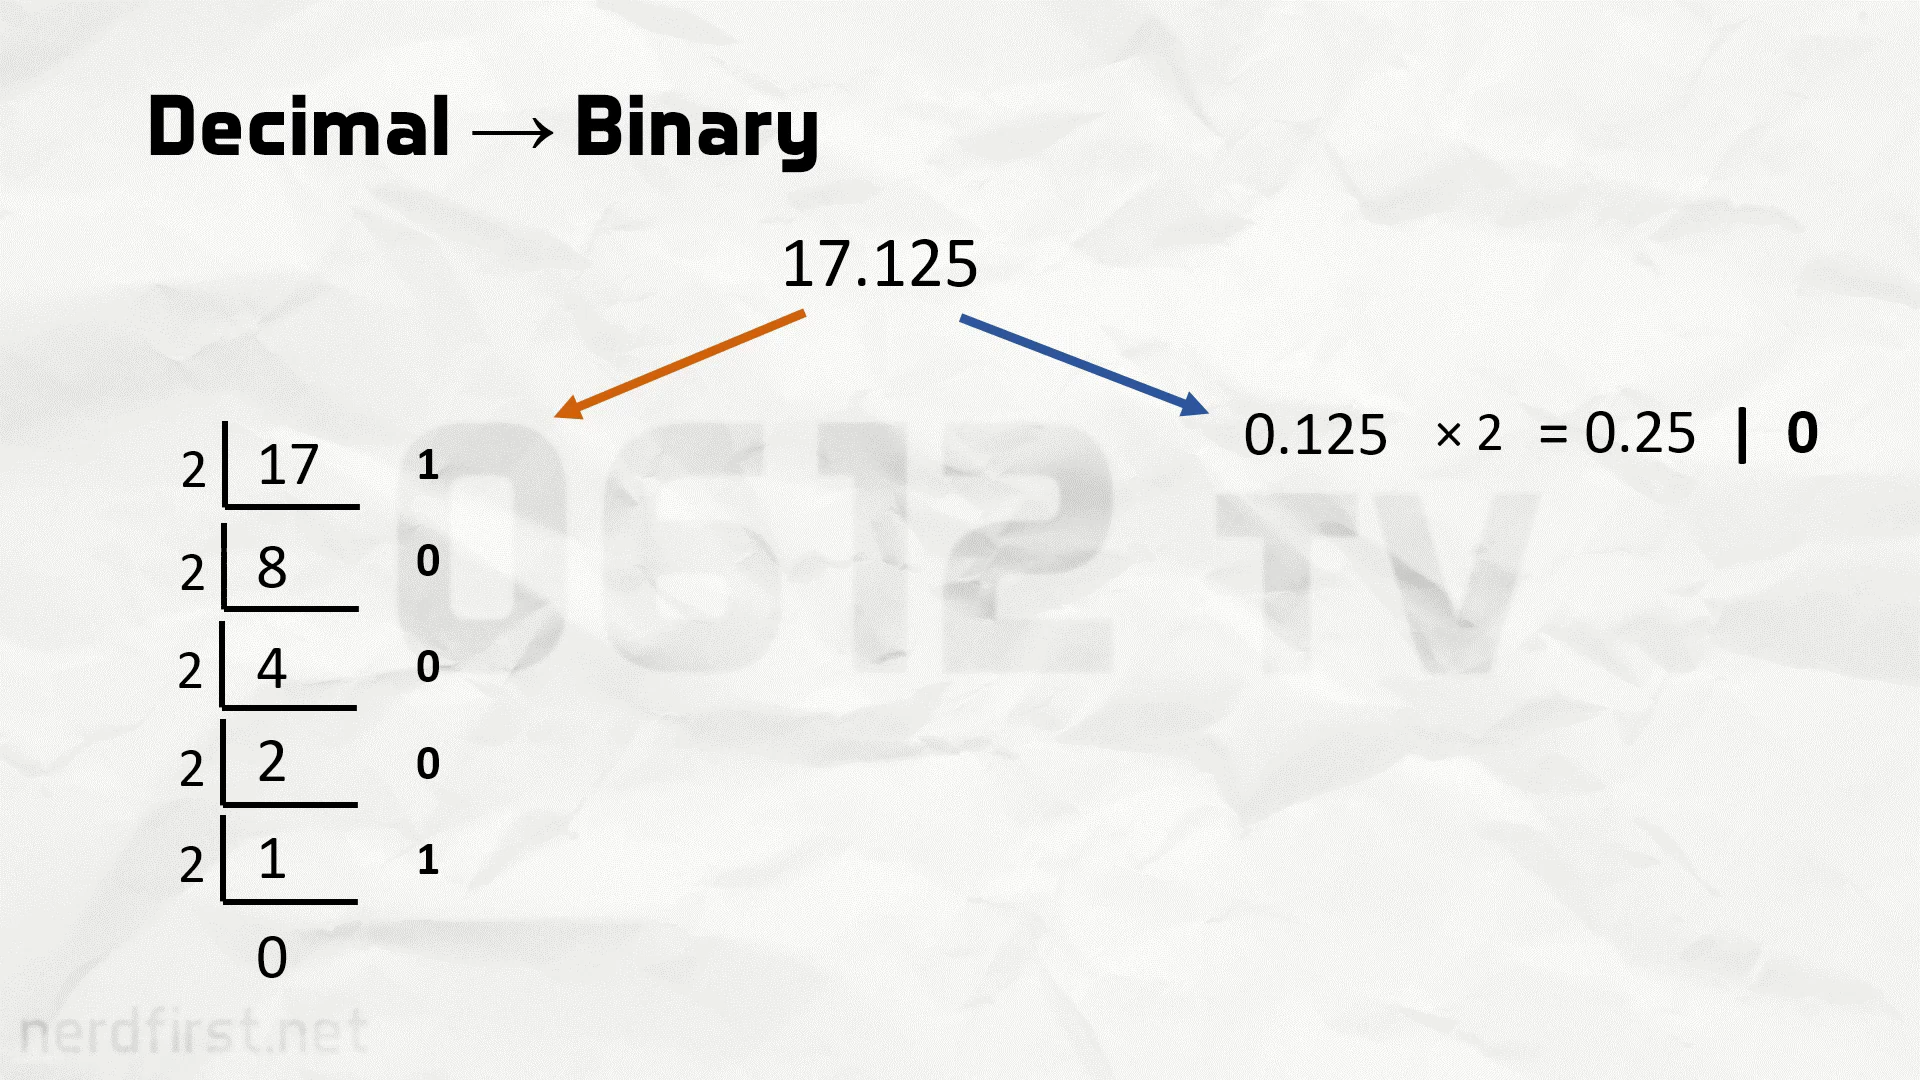 Decimal → Binary
17.125
0.125 × 2 = 0.25 | 0
2 17 1
2 8 0
2 4 0
2 2 0
2 1 1
0
0612 TV
nerdfirst.net